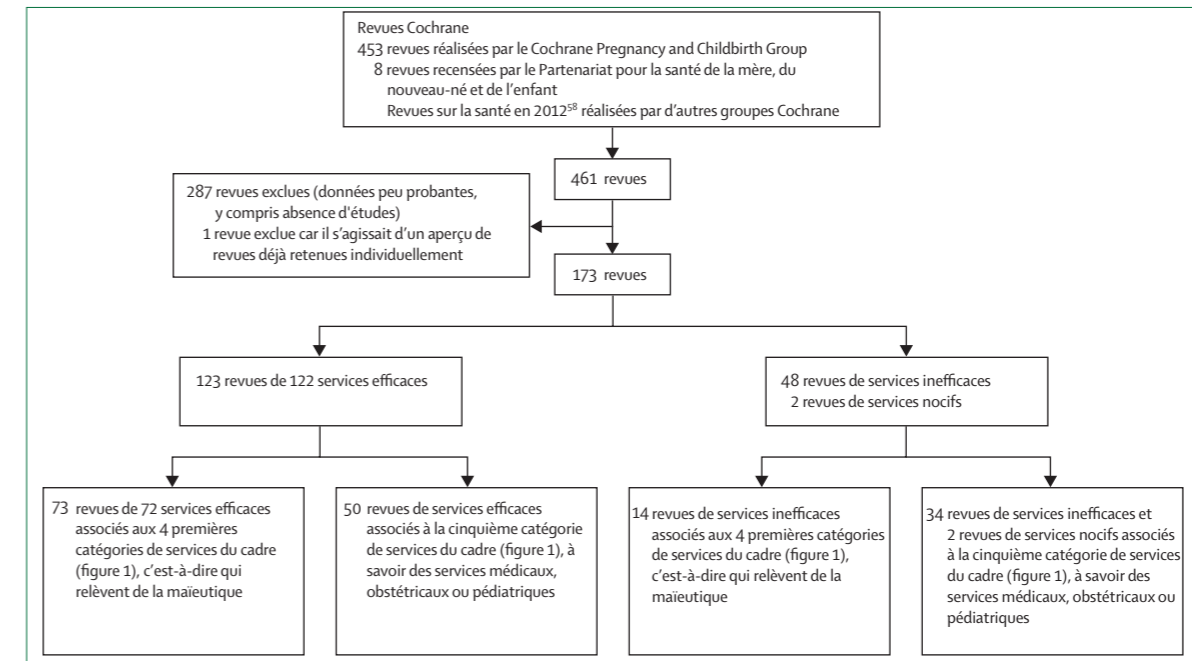 Revues Cochrane
453 revues réalisées par le Cochrane Pregnancy and Childbirth Group
8 revues recensées par le Partenariat pour la santé de la mère, du
nouveau-né et de l'enfant
Revues sur la santé en 2012⁵⁸ réalisées par d'autres groupes Cochrane
461 revues
287 revues exclues (données peu probantes,
y compris absence d'études)
1 revue exclue car il s'agissait d'un aperçu de
revues déjà retenues individuellement
173 revues
123 revues de 122 services efficaces
48 revues de services inefficaces
2 revues de services nocifs
73 revues de 72 services efficaces
associés aux 4 premières
catégories de services du cadre
(figure 1), c'est-à-dire qui
relèvent de la maïeutique
50 revues de services efficaces
associés à la cinquième catégorie
de services du cadre (figure 1), à
savoir des services médicaux,
obstétricaux ou pédiatriques
14 revues de services inefficaces
associés aux 4 premières catégories
de services du cadre (figure 1),
c'est-à-dire qui relèvent de la
maïeutique
34 revues de services inefficaces et
2 revues de services nocifs associés
à la cinquième catégorie de services
du cadre (figure 1), à savoir des
services médicaux, obstétricaux ou
pédiatriques